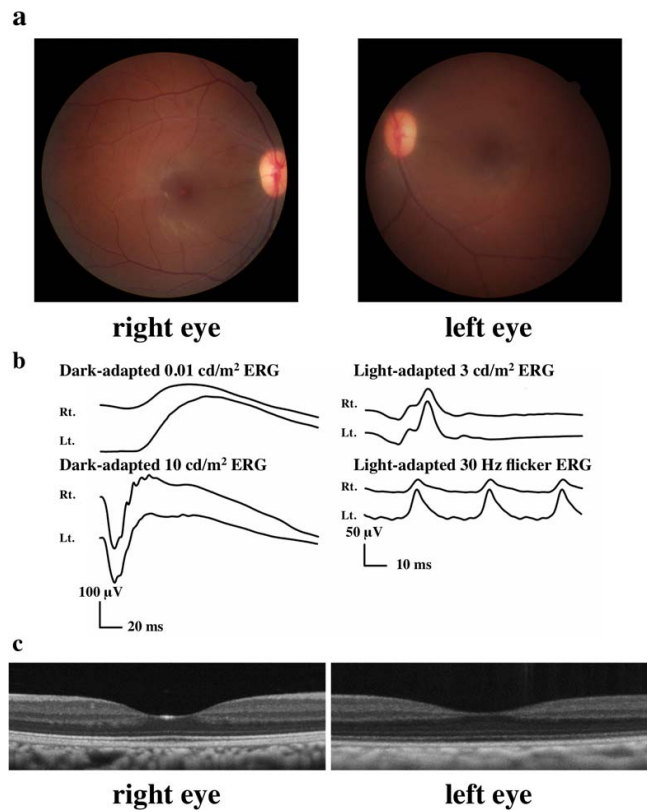 a
right eye
left eye
b
Dark-adapted 0.01 cd/m² ERG
Rt.
Lt.
Dark-adapted 10 cd/m² ERG
Rt.
Lt.
100 µV
20 ms
Light-adapted 3 cd/m² ERG
Rt.
Lt.
Light-adapted 30 Hz flicker ERG
Rt.
Lt.
50 µV
10 ms
c
right eye
left eye